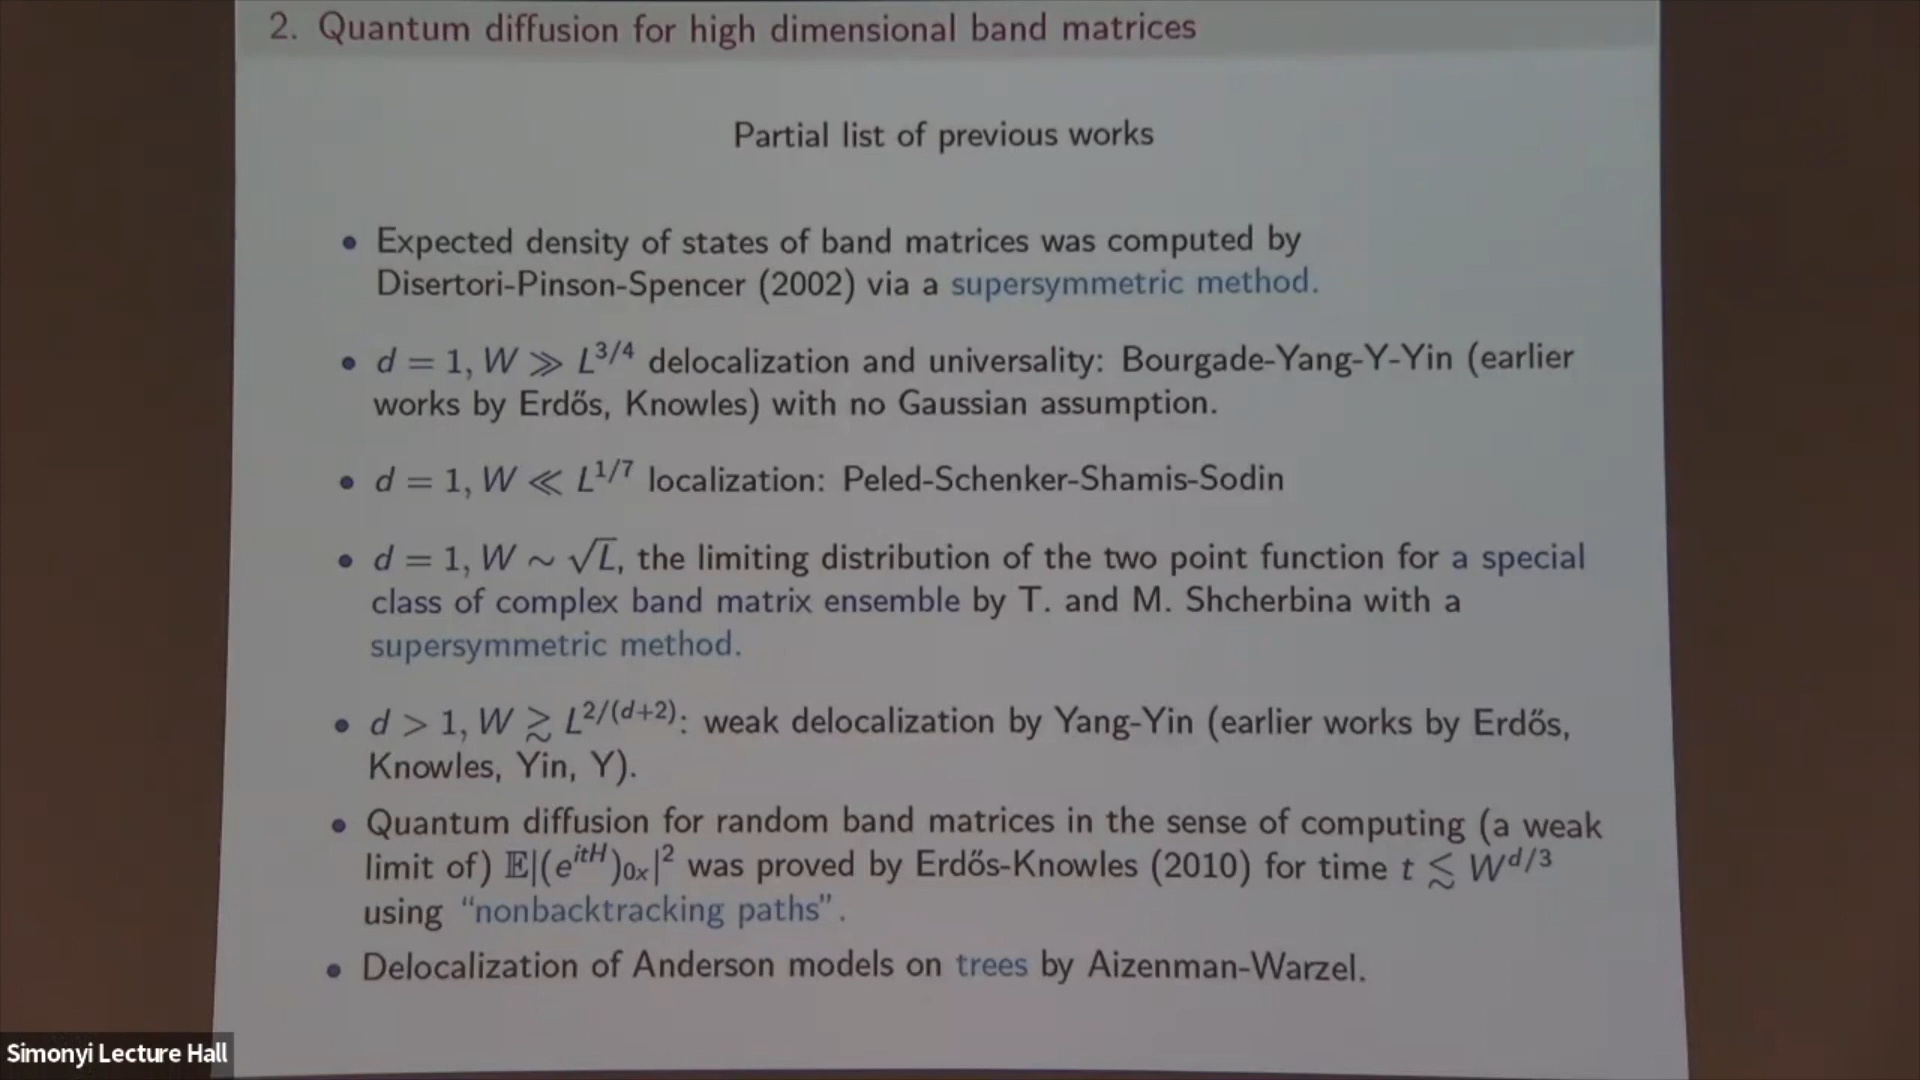 2. Quantum diffusion for high dimensional band matrices
Partial list of previous works
• Expected density of states of band matrices was computed by
Disertori-Pinson-Spencer (2002) via a supersymmetric method.
• d = 1, W ≫ L^{3/4} delocalization and universality: Bourgade-Yang-Y-Yin (earlier
works by Erdős, Knowles) with no Gaussian assumption.
• d = 1, W ≪ L^{1/7} localization: Peled-Schenker-Shamis-Sodin
• d = 1, W ∼ √L, the limiting distribution of the two point function for a special
class of complex band matrix ensemble by T. and M. Shcherbina with a
supersymmetric method.
• d > 1, W ≳ L^{2/(d+2)}: weak delocalization by Yang-Yin (earlier works by Erdős,
Knowles, Yin, Y).
• Quantum diffusion for random band matrices in the sense of computing (a weak
limit of) 𝔼|(e^{itH})_{0x}|^2 was proved by Erdős-Knowles (2010) for time t ≲ W^{d/3}
using "nonbacktracking paths".
• Delocalization of Anderson models on trees by Aizenman-Warzel.
Simonyi Lecture Hall